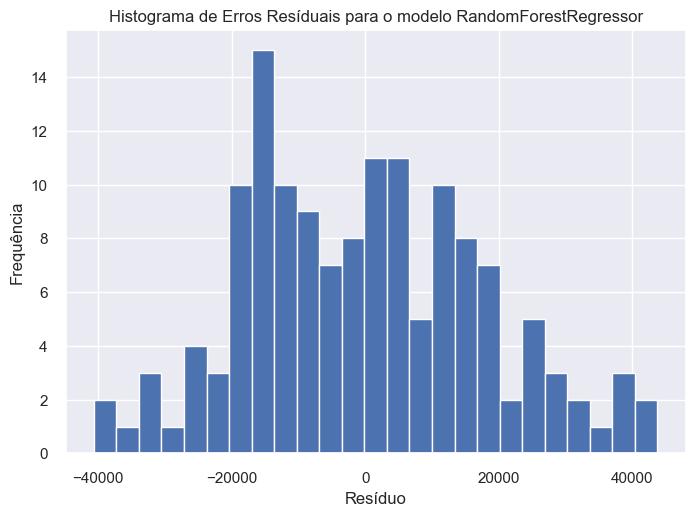 Histograma de Erros Resíduais para o modelo RandomForestRegressor
14
12
10
8
6
4
2
0
Frequência
−40000 −20000 0 20000 40000
Resíduo